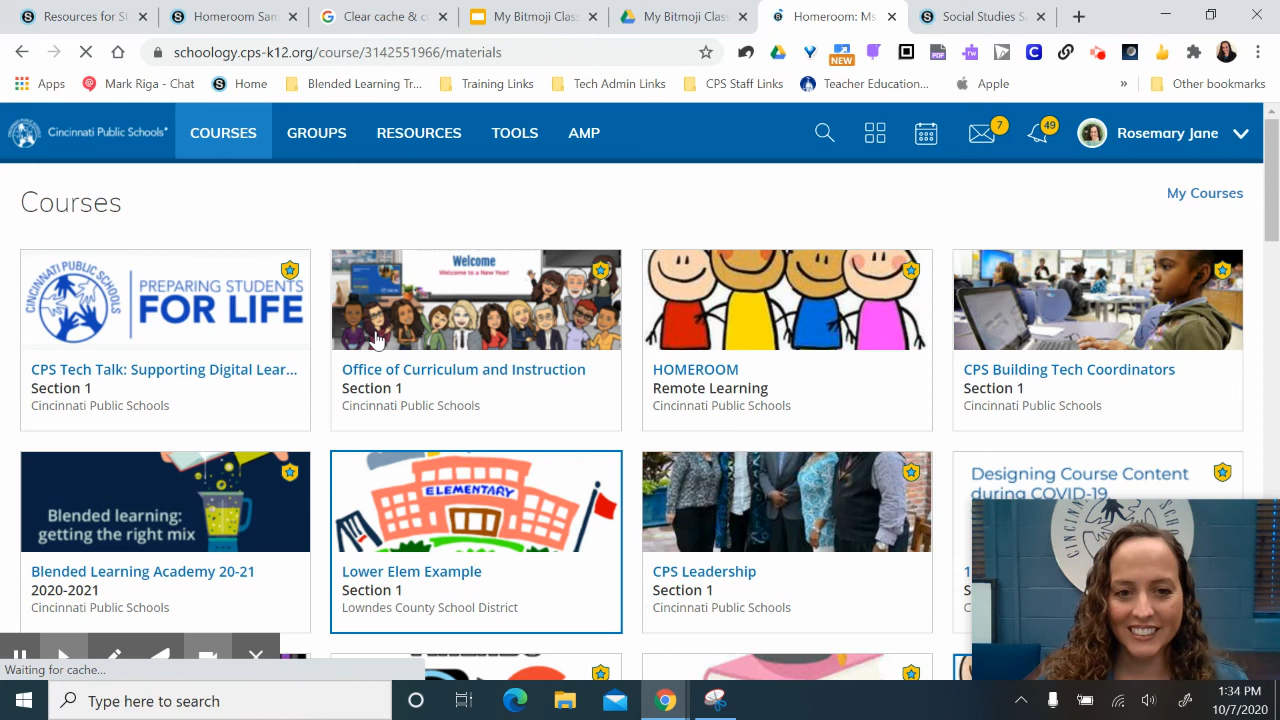 Schoology: Resources for St
Homeroom Sam
Clear cache & c
My Bitmoji Clas
My Bitmoji Clas
Homeroom: Ms
Social Studies S
schoology.cps-k12.org/course/3142551966/materials
NEW
PDF
rw
C
Apps
Mark Riga - Chat
Home
Blended Learning Tr...
Training Links
Tech Admin Links
CPS Staff Links
Teacher Education...
Apple
»
Other bookmarks
Cincinnati Public Schools
COURSES
GROUPS
RESOURCES
TOOLS
AMP
7
49
Rosemary Jane
Courses
My Courses
CINCINNATI PUBLIC SCHOOLS
PREPARING STUDENTS
FOR LIFE
Welcome
Welcome to a New Year!
CPS Tech Talk: Supporting Digital Lear...
Section 1
Cincinnati Public Schools
Office of Curriculum and Instruction
Section 1
Cincinnati Public Schools
HOMEROOM
Remote Learning
Cincinnati Public Schools
CPS Building Tech Coordinators
Section 1
Cincinnati Public Schools
Blended learning:
getting the right mix
ELEMENTARY
Designing Course Content
during COVID-19
Blended Learning Academy 20-21
2020-2021
Cincinnati Public Schools
Lower Elem Example
Section 1
Lowndes County School District
CPS Leadership
Section 1
Cincinnati Public Schools
Waiting for cache...
Type here to search
1:34 PM
10/7/2020